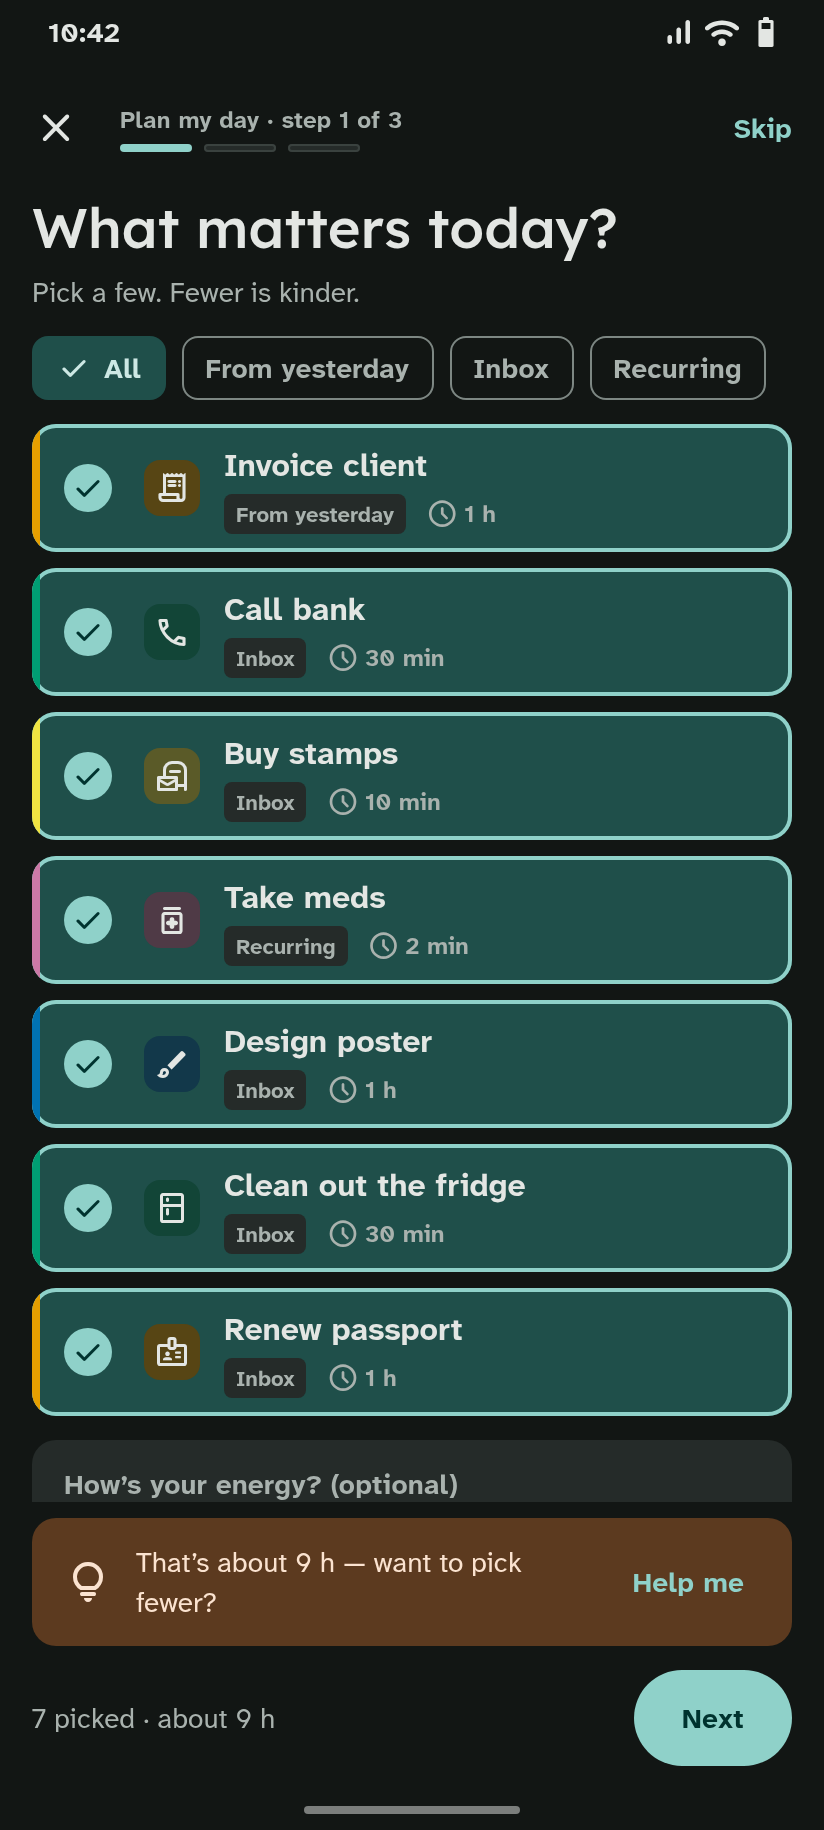 10:42
Plan my day · step 1 of 3
Skip
What matters today?
Pick a few. Fewer is kinder.
All
From yesterday
Inbox
Recurring
Invoice client
From yesterday 1 h
Call bank
Inbox 30 min
Buy stamps
Inbox 10 min
Take meds
Recurring 2 min
Design poster
Inbox 1 h
Clean out the fridge
Inbox 30 min
Renew passport
Inbox 1 h
How’s your energy? (optional)
That’s about 9 h — want to pick
fewer?
Help me
7 picked · about 9 h
Next